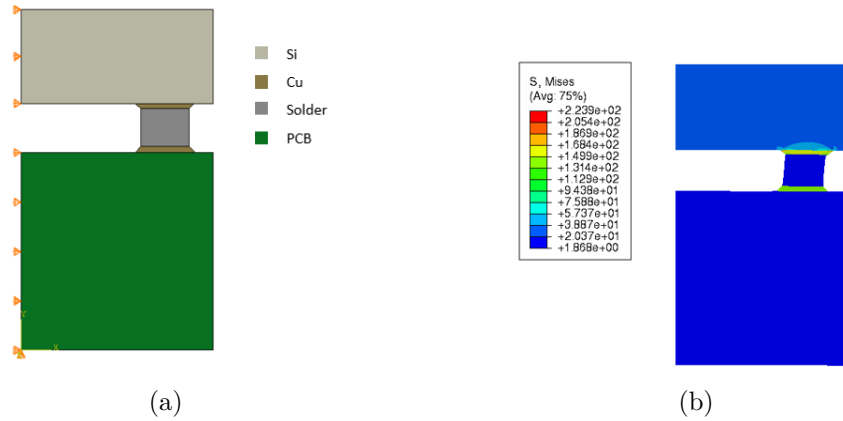 Si
Cu
Solder
PCB
Y
X
(a)
S, Mises
(Avg: 75%)
+2.239e+02
+2.054e+02
+1.869e+02
+1.684e+02
+1.499e+02
+1.314e+02
+1.129e+02
+9.438e+01
+7.588e+01
+5.737e+01
+3.887e+01
+2.037e+01
+1.868e+00
(b)